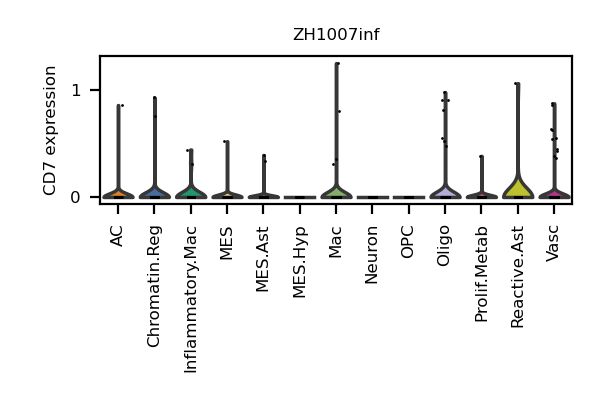 ZH1007inf
CD7 expression
1
0
AC
Chromatin.Reg
Inflammatory.Mac
MES
MES.Ast
MES.Hyp
Mac
Neuron
OPC
Oligo
Prolif.Metab
Reactive.Ast
Vasc